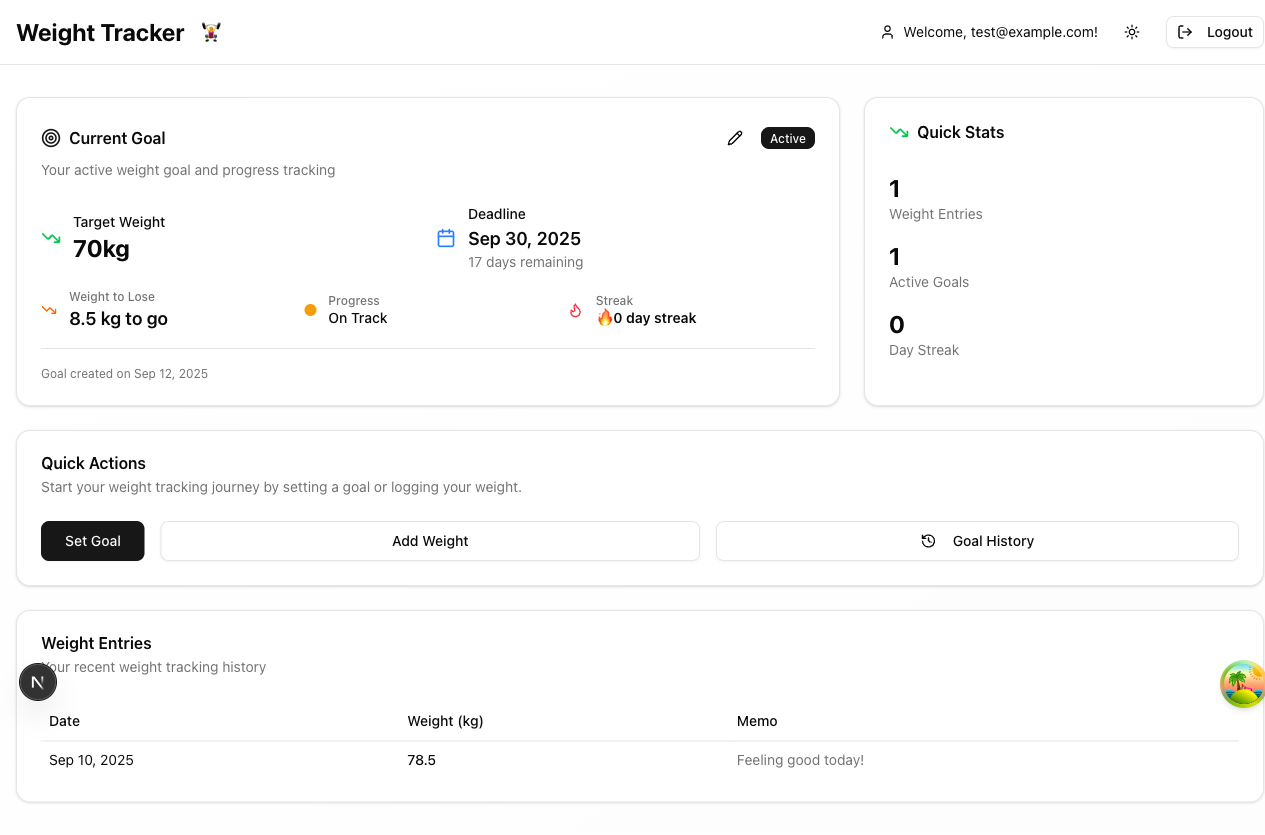 Weight Tracker 🏋️‍♀️
Welcome, test@example.com!
Logout
Current Goal
Active
Your active weight goal and progress tracking
Target Weight
70kg
Deadline
Sep 30, 2025
17 days remaining
Weight to Lose
8.5 kg to go
Progress
On Track
Streak
🔥0 day streak
Goal created on Sep 12, 2025
Quick Stats
1
Weight Entries
1
Active Goals
0
Day Streak
Quick Actions
Start your weight tracking journey by setting a goal or logging your weight.
Set Goal
Add Weight
Goal History
Weight Entries
Your recent weight tracking history
N
Date Weight (kg) Memo
Sep 10, 2025 78.5 Feeling good today!